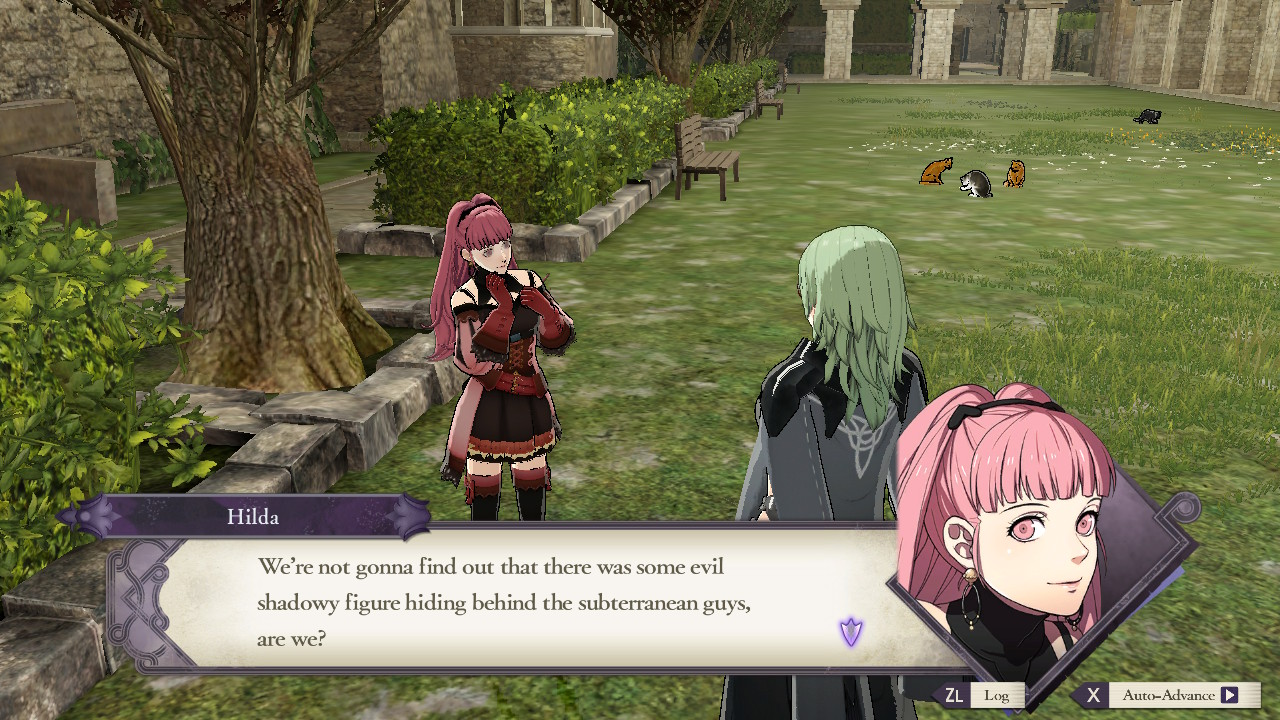 Hilda
We're not gonna find out that there was some evil
shadowy figure hiding behind the subterranean guys,
are we?
ZL Log
X Auto-Advance